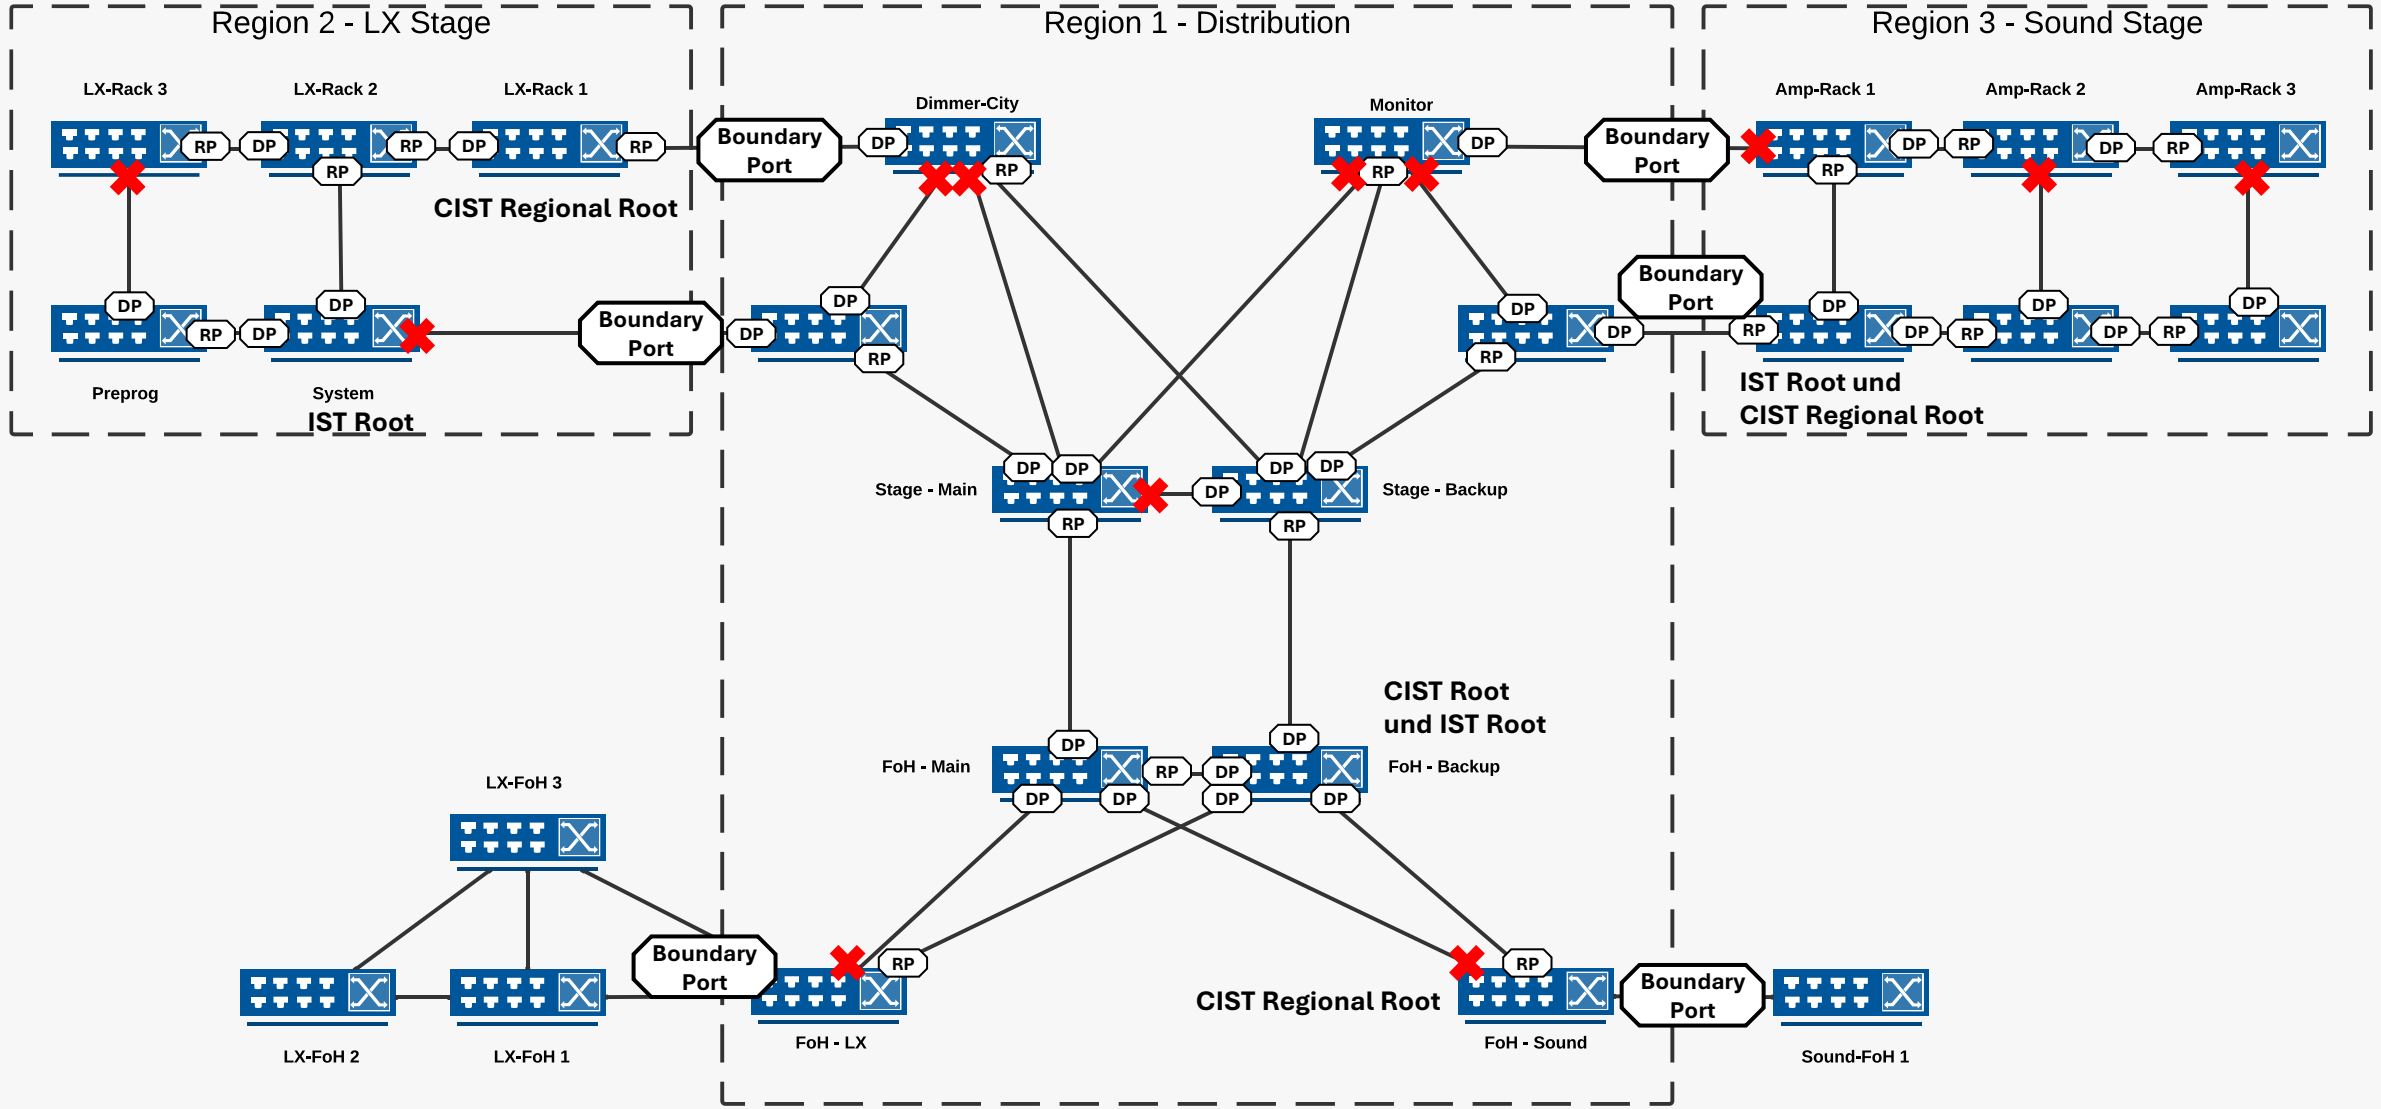 Region 2 - LX Stage
Region 1 - Distribution
Region 3 - Sound Stage
LX-Rack 3
LX-Rack 2
LX-Rack 1
Dimmer-City
Monitor
Amp-Rack 1
Amp-Rack 2
Amp-Rack 3
RP
DP
RP
DP
RP
Boundary
Port
DP
RP
RP
DP
Boundary
Port
DP
RP
DP
RP
RP
RP
CIST Regional Root
DP
DP
RP
DP
Boundary
Port
DP
DP
RP
DP
RP
DP
Boundary
Port
RP
DP
DP
RP
DP
DP
RP
DP
Preprog
System
IST Root
IST Root und
CIST Regional Root
Stage - Main
DP
DP
RP
DP
DP
DP
RP
Stage - Backup
CIST Root
und IST Root
FoH - Main
DP
RP
DP
DP
DP
DP
DP
DP
FoH - Backup
LX-FoH 3
Boundary
Port
RP
CIST Regional Root
RP
Boundary
Port
LX-FoH 2
LX-FoH 1
FoH - LX
FoH - Sound
Sound-FoH 1